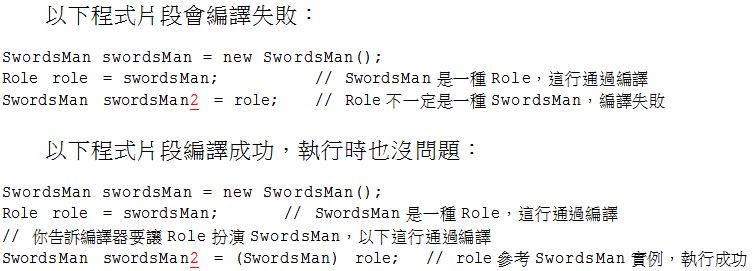 以下程式片段會編譯失敗：
SwordsMan swordsMan = new SwordsMan();
Role role = swordsMan; // SwordsMan 是一種 Role，這行通過編譯
SwordsMan swordsMan2 = role; // Role 不一定是一種 SwordsMan，編譯失敗
以下程式片段編譯成功，執行時也沒問題：
SwordsMan swordsMan = new SwordsMan();
Role role = swordsMan; // SwordsMan 是一種 Role，這行通過編譯
// 你告訴編譯器要讓 Role 扮演 SwordsMan，以下這行通過編譯
SwordsMan swordsMan2 = (SwordsMan) role; // role 參考 SwordsMan 實例，執行成功